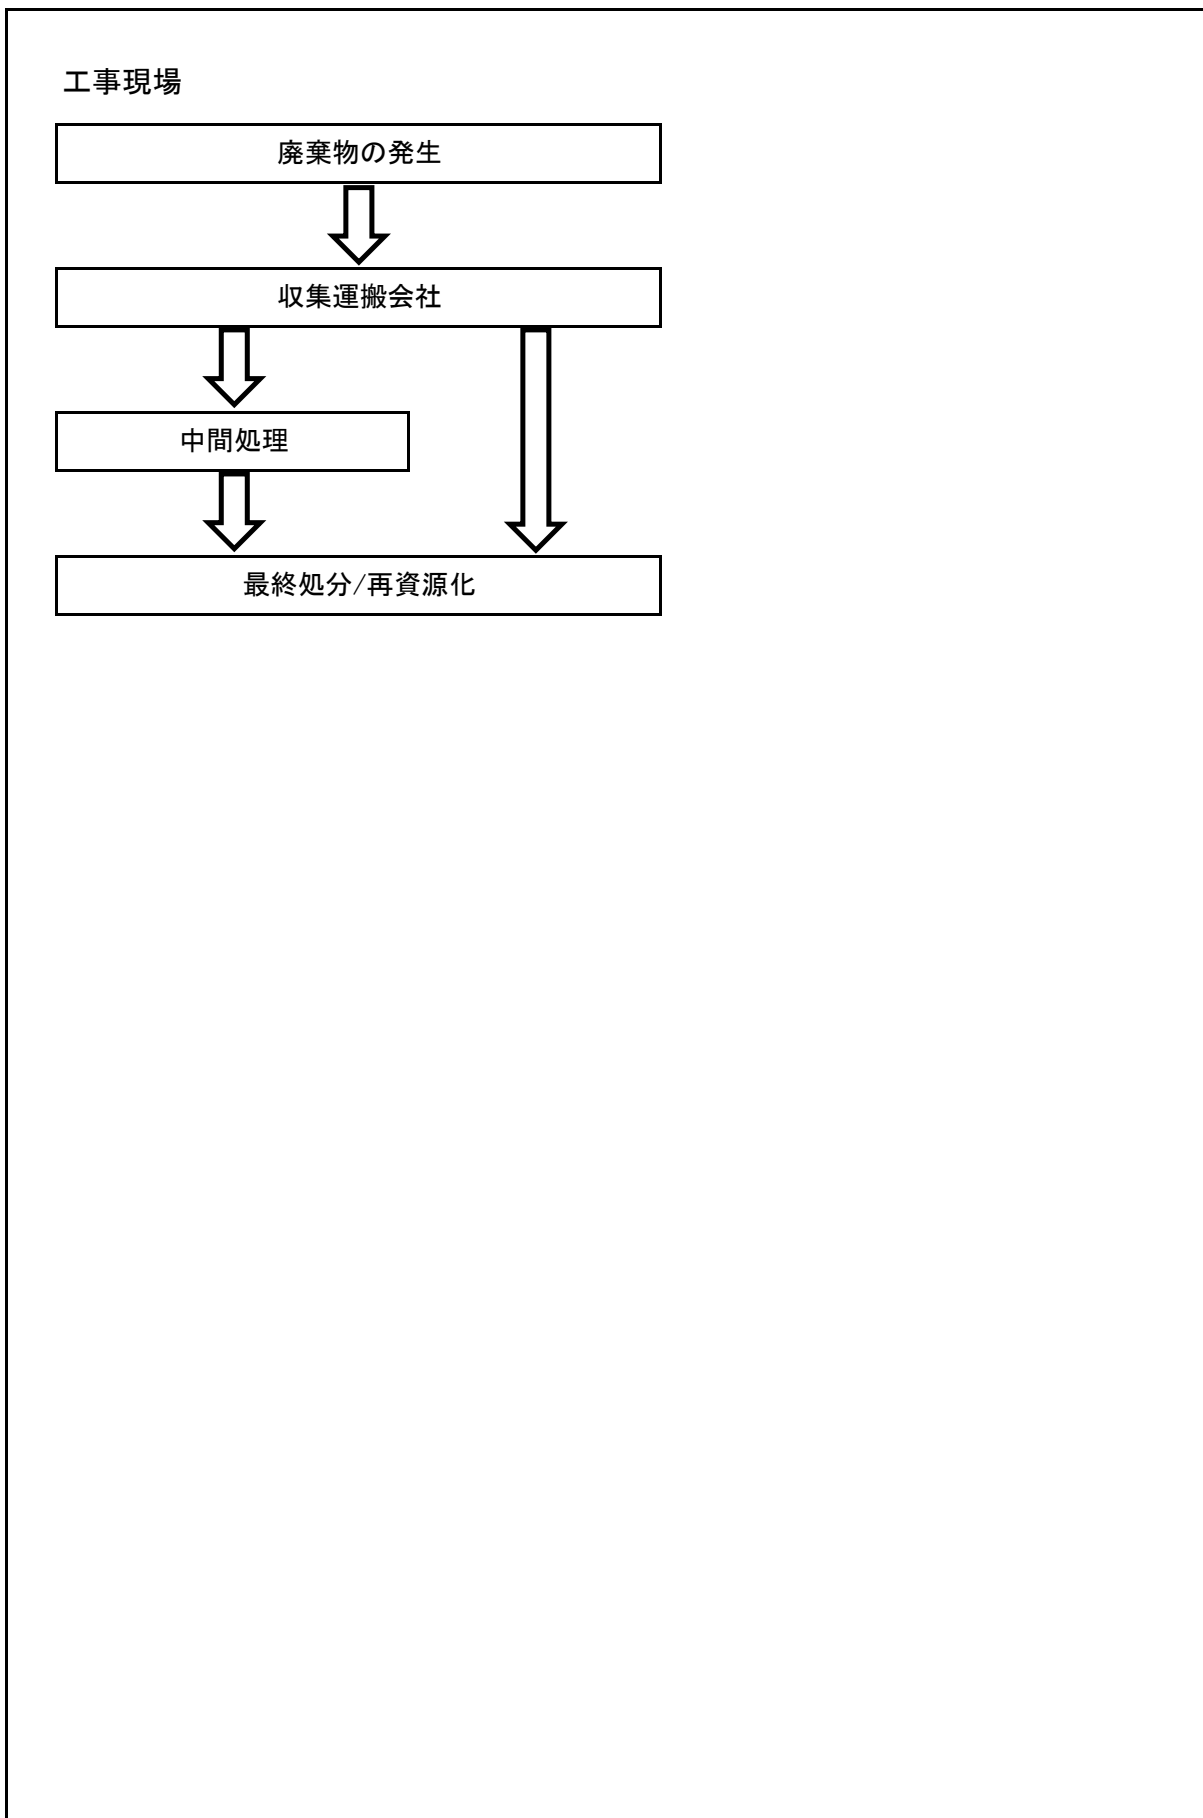 工事現場
廃棄物の発生
収集運搬会社
中間処理
最終処分/再資源化